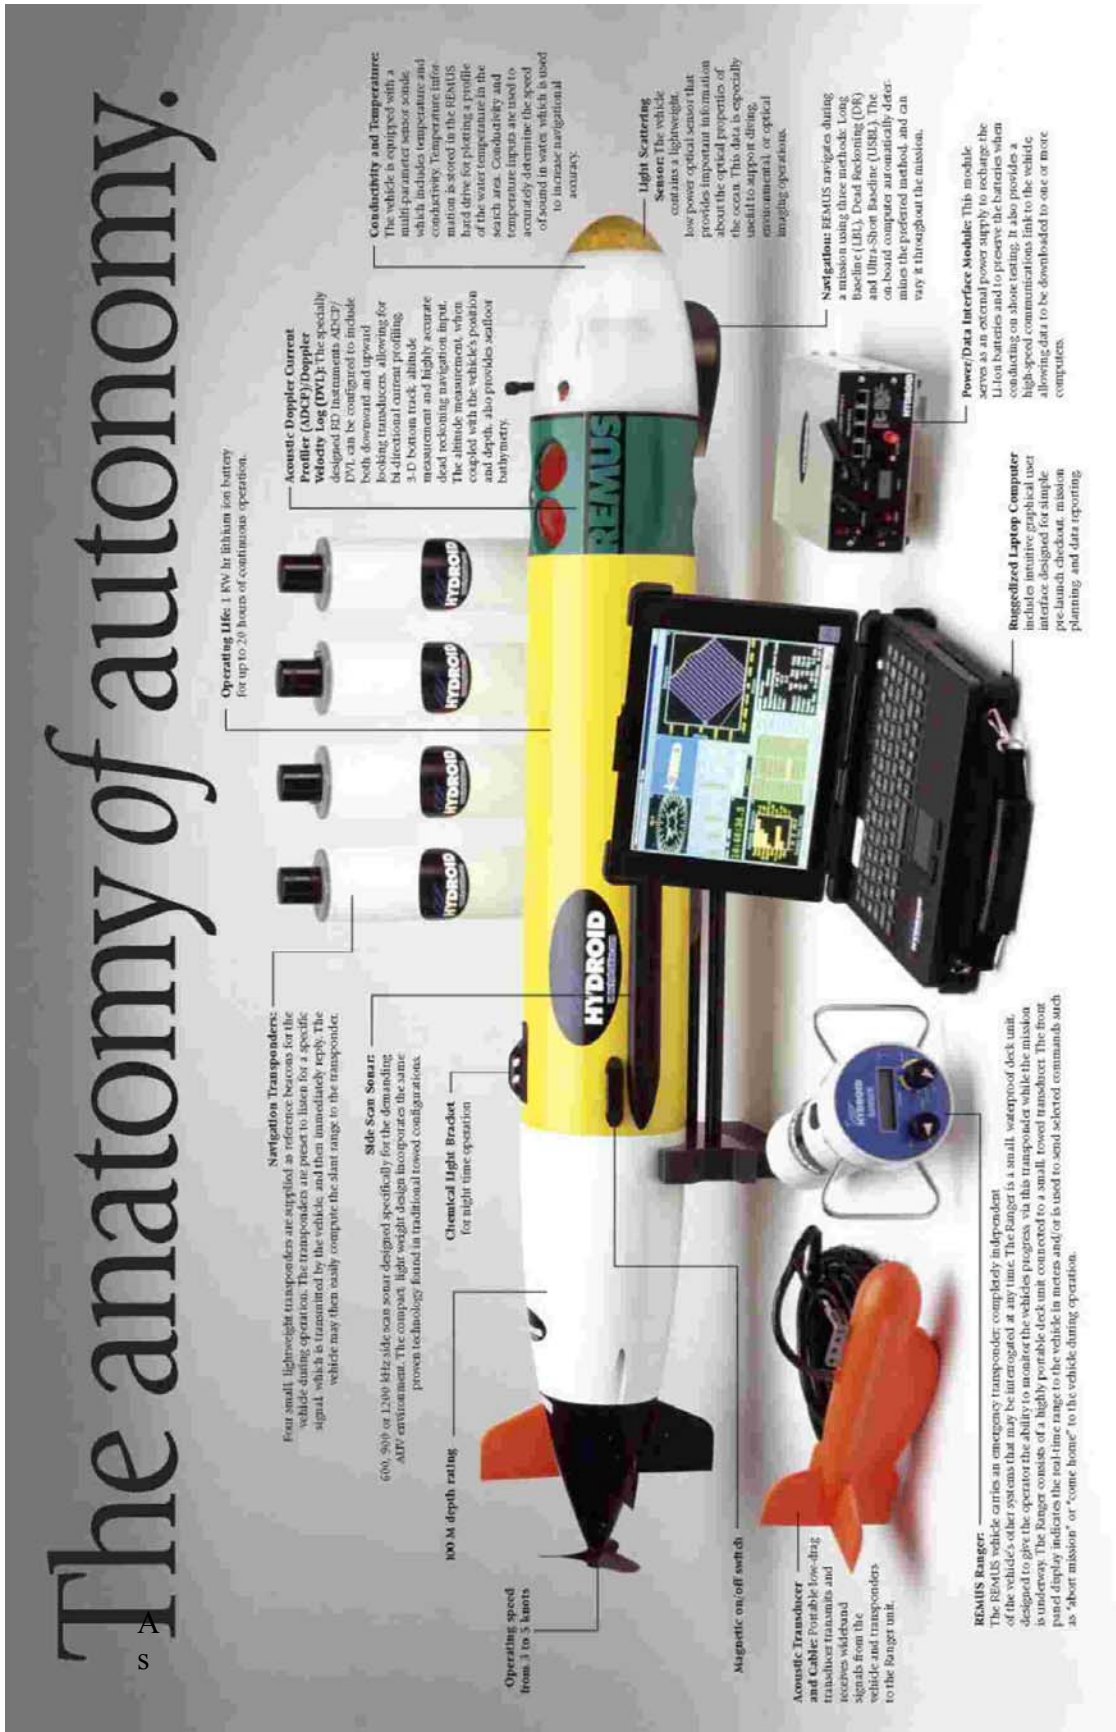 The anatomy of autonomy.
A
s
Operating Life: 1 KW hr lithium ion battery
for up to 20 hours of continuous operation.
Navigation Transponders:
Four small, lightweight transponders are supplied as reference beacons for the
vehicle during operation. The transponders are preset to listen for a specific
signal, which is transmitted by the vehicle, and then immediately reply. The
vehicle may then easily compute the slant range to the transponder.
Side Scan Sonar:
600, 900 or 1200 kHz side scan sonar designed specifically for the demanding
AUV environment. The compact, light weight design incorporates the same
proven technology found in traditional towed configurations.
Chemical Light Bracket
for night time operation
100 M depth rating
Operating speed
from 3 to 5 knots
Acoustic Doppler Current
Profiler (ADCP)/Doppler
Velocity Log (DVL): The specially
designed RD Instruments ADCP/
DVL can be configured to include
both downward and upward
looking transducers, allowing for
bi-directional current profiling,
3-D bottom track, altitude
measurement and highly accurate
dead reckoning navigation input.
The altitude measurement, when
coupled with the vehicle's position
and depth, also provides seafloor
bathymetry.
Conductivity and Temperature:
The vehicle is equipped with a
multi-parameter sensor sonde,
which includes temperature and
conductivity. Temperature infor-
mation is stored in the REMUS
hard drive for plotting a profile
of the water temperature in the
search area. Conductivity and
temperature inputs are used to
accurately determine the speed
of sound in water, which is used
to increase navigational
accuracy.
Light Scattering
Sensor: The vehicle
contains a lightweight,
low power optical sensor that
provides important information
about the optical properties of
the ocean. This data is especially
useful to support diving,
environmental, or optical
imaging operations.
HYDROID
HYDROID
HYDROID
HYDROID
HYDROID
REMUS
Magnetic on/off switch
Acoustic Transducer
and Cable: Portable low-drag
transducer transmits and
receives wideband
signals from the
vehicle and transponders
to the Ranger unit.
HYDROID
REMUS Ranger:
The REMUS vehicle carries an emergency transponder, completely independent
of the vehicle's other systems that may be interrogated at any time. The Ranger is a small, waterproof deck unit,
designed to give the operator the ability to monitor the vehicles progress, via this transponder while the mission
is underway. The Ranger consists of a highly portable deck unit connected to a small, towed transducer. The front
panel display indicates the real-time range to the vehicle in meters and/or is used to send selected commands such
as "abort mission" or "come home" to the vehicle during operation.
Ruggedized Laptop Computer
includes intuitive graphical user
interface designed for simple
pre-launch checkout, mission
planning, and data reporting.
Navigation: REMUS navigates during
a mission using three methods: Long
Baseline (LBL), Dead Reckoning (DR)
and Ultra-Short Baseline (USBL). The
on-board computer automatically deter-
mines the preferred method, and can
vary it throughout the mission.
Power/Data Interface Module: This module
serves as an external power supply to recharge the
Li-Ion batteries and to preserve the batteries when
conducting on shore testing. It also provides a
high-speed communications link to the vehicle,
allowing data to be downloaded to one or more
computers.